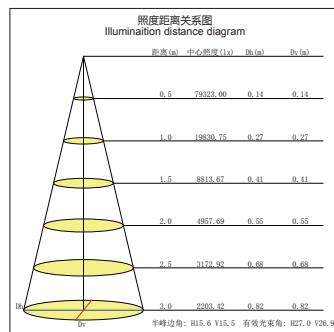 照度距离关系图
Illuminaition distance diagram
距离(m) 中心照度(lx) Dh(m) Dv(m)
0.5 79323.00 0.14 0.14
1.0 19830.75 0.27 0.27
1.5 8813.67 0.41 0.41
2.0 4957.69 0.55 0.55
2.5 3172.92 0.68 0.68
3.0 2203.42 0.82 0.82
Dh
Dv
半峰边角: H15.6 V15.5 有效光束角: H27.0 V26.9